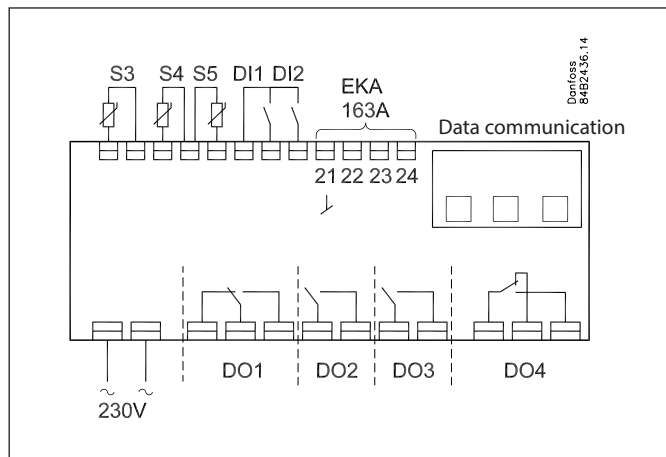 S3 S4 S5 DI1 DI2
EKA
163A
Danfoss
84B2436.14
Data communication
21 22 23 24
DO1 DO2 DO3 DO4
230V